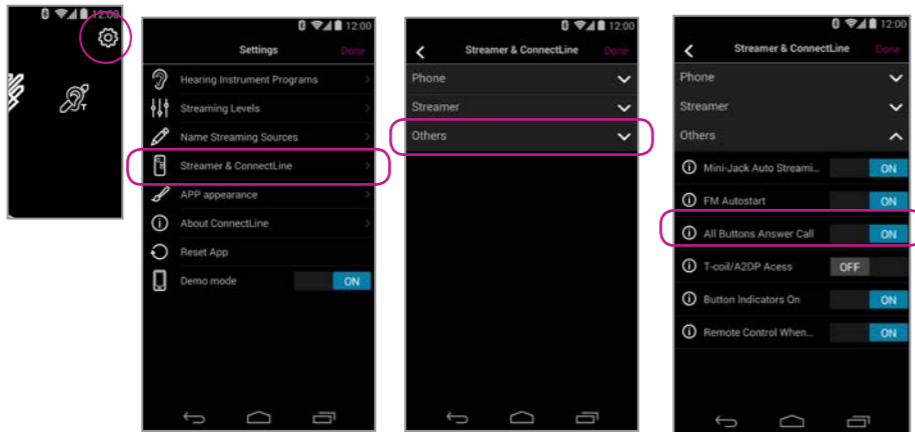 12:00
T
12:00
Settings
Done
Hearing Instrument Programs
Streaming Levels
Name Streaming Sources
Streamer & ConnectLine
APP appearance
About ConnectLine
Reset App
Demo mode
ON
12:00
Streamer & ConnectLine
Done
Phone
Streamer
Others
12:00
Streamer & ConnectLine
Done
Phone
Streamer
Others
Mini-Jack Auto Streami...
ON
FM Autostart
ON
All Buttons Answer Call
ON
T-coil/A2DP Acess
OFF
Button Indicators On
ON
Remote Control When...
ON